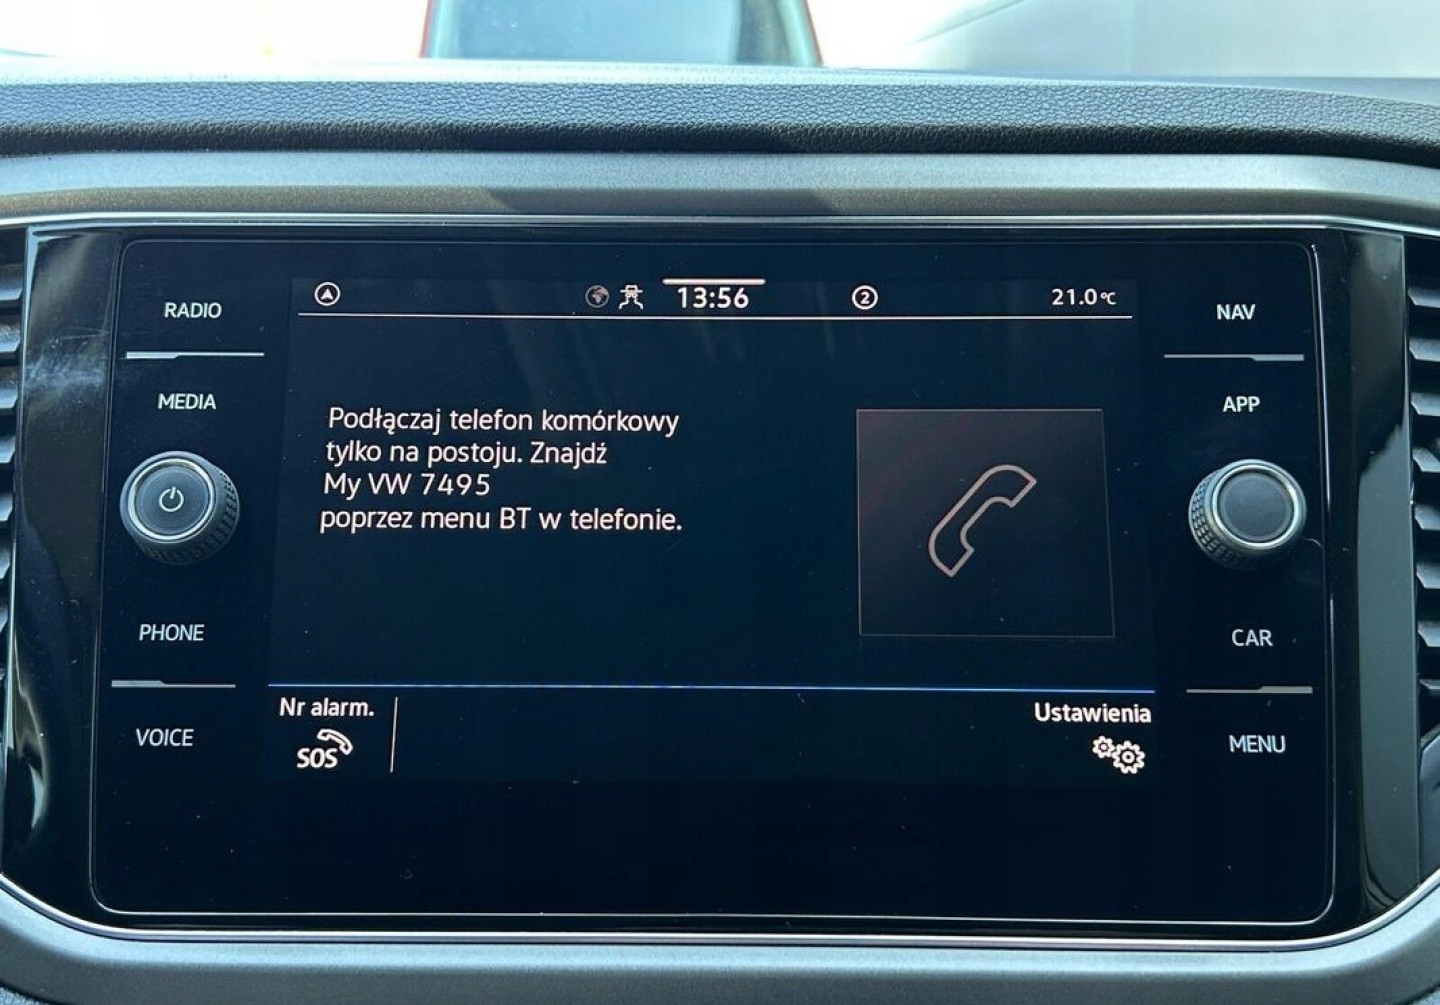 RADIO
MEDIA
PHONE
VOICE
13:56
2
21.0°C
Podłączaj telefon komórkowy
tylko na postoju. Znajdź
My VW 7495
poprzez menu BT w telefonie.
Nr alarm.
SOS
Ustawienia
NAV
APP
CAR
MENU